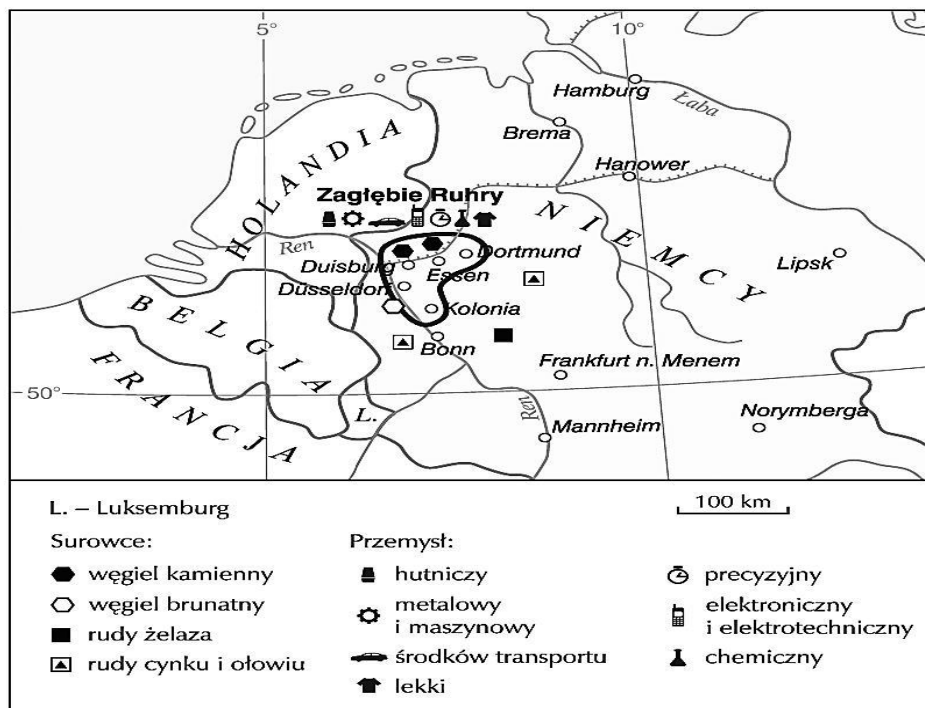 5°
10°
Hamburg
Łaba
Brema
HOLANDIA
Hanower
Zagłębie Ruhry
NIEMCY
Ren
Dortmund
Duisburg
Essen
Lipsk
Düsseldorf
BELGIA
Kolonia
Bonn
FRANCJA
Frankfurt n. Menem
50°
Ren
Norymberga
L.
Mannheim
L. – Luksemburg
100 km
Surowce:
węgiel kamienny
węgiel brunatny
rudy żelaza
rudy cynku i ołowiu
Przemysł:
hutniczy
metalowy
i maszynowy
środków transportu
lekki
precyzyjny
elektroniczny
i elektrotechniczny
chemiczny